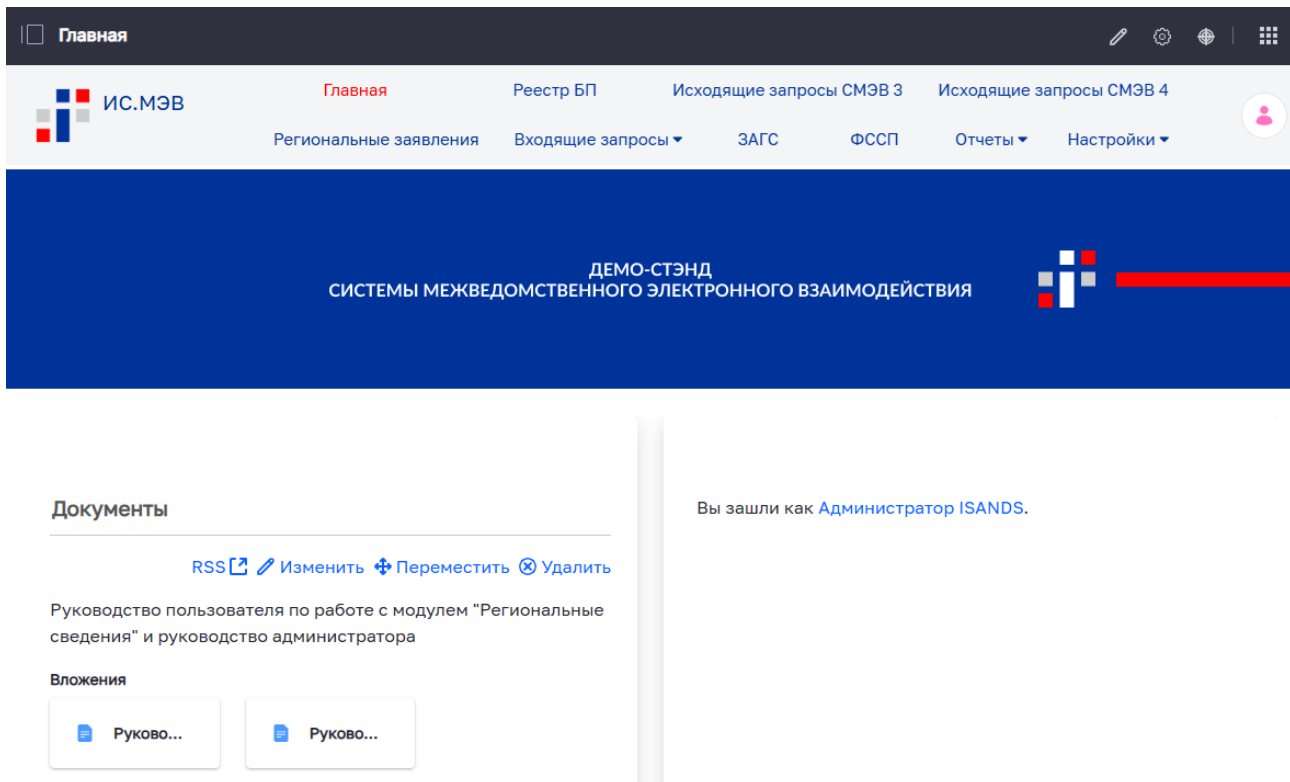 Главная
ИС.МЭВ
Главная Реестр БП Исходящие запросы СМЭВ 3 Исходящие запросы СМЭВ 4
Региональные заявления Входящие запросы ЗАГС ФССП Отчеты Настройки
ДЕМО-СТЭНД
СИСТЕМЫ МЕЖВЕДОМСТВЕННОГО ЭЛЕКТРОННОГО ВЗАИМОДЕЙСТВИЯ
Документы
RSS Изменить Переместить Удалить
Руководство пользователя по работе с модулем "Региональные
сведения" и руководство администратора
Вложения
Руково... Руково...
Вы зашли как Администратор ISANDS.